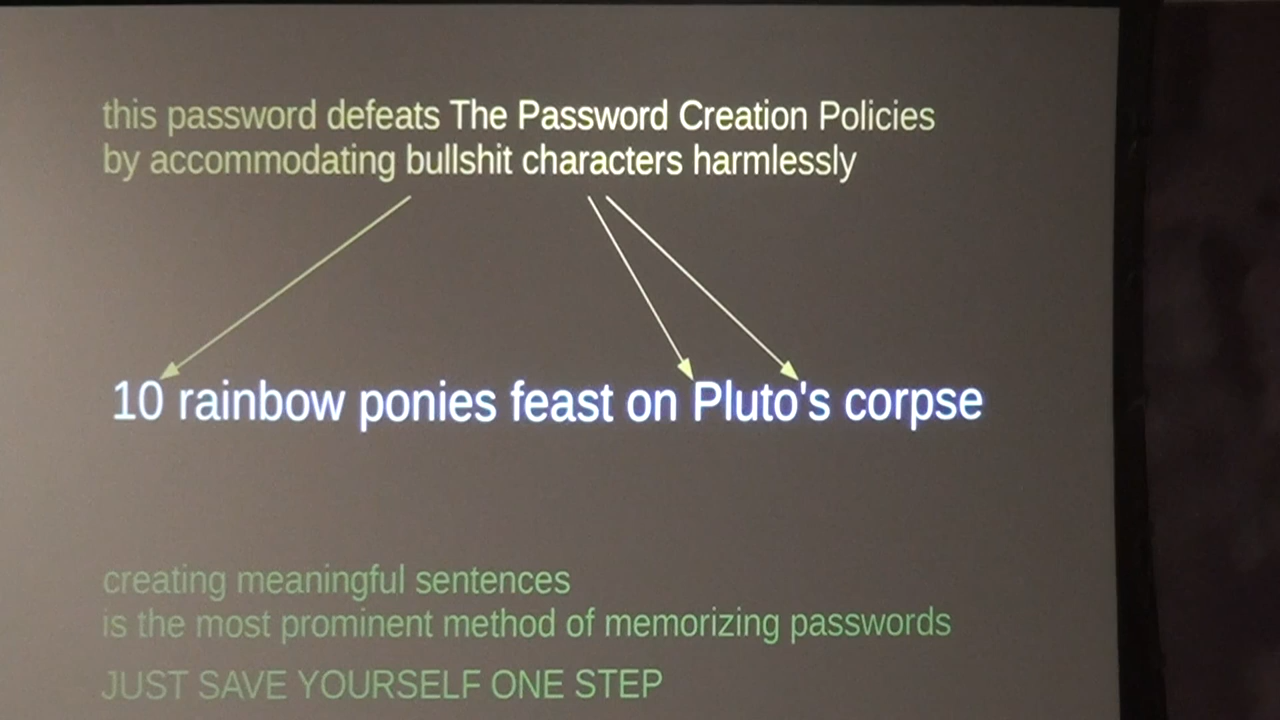 this password defeats The Password Creation Policies
by accommodating bullshit characters harmlessly
10 rainbow ponies feast on Pluto's corpse
creating meaningful sentences
is the most prominent method of memorizing passwords
JUST SAVE YOURSELF ONE STEP